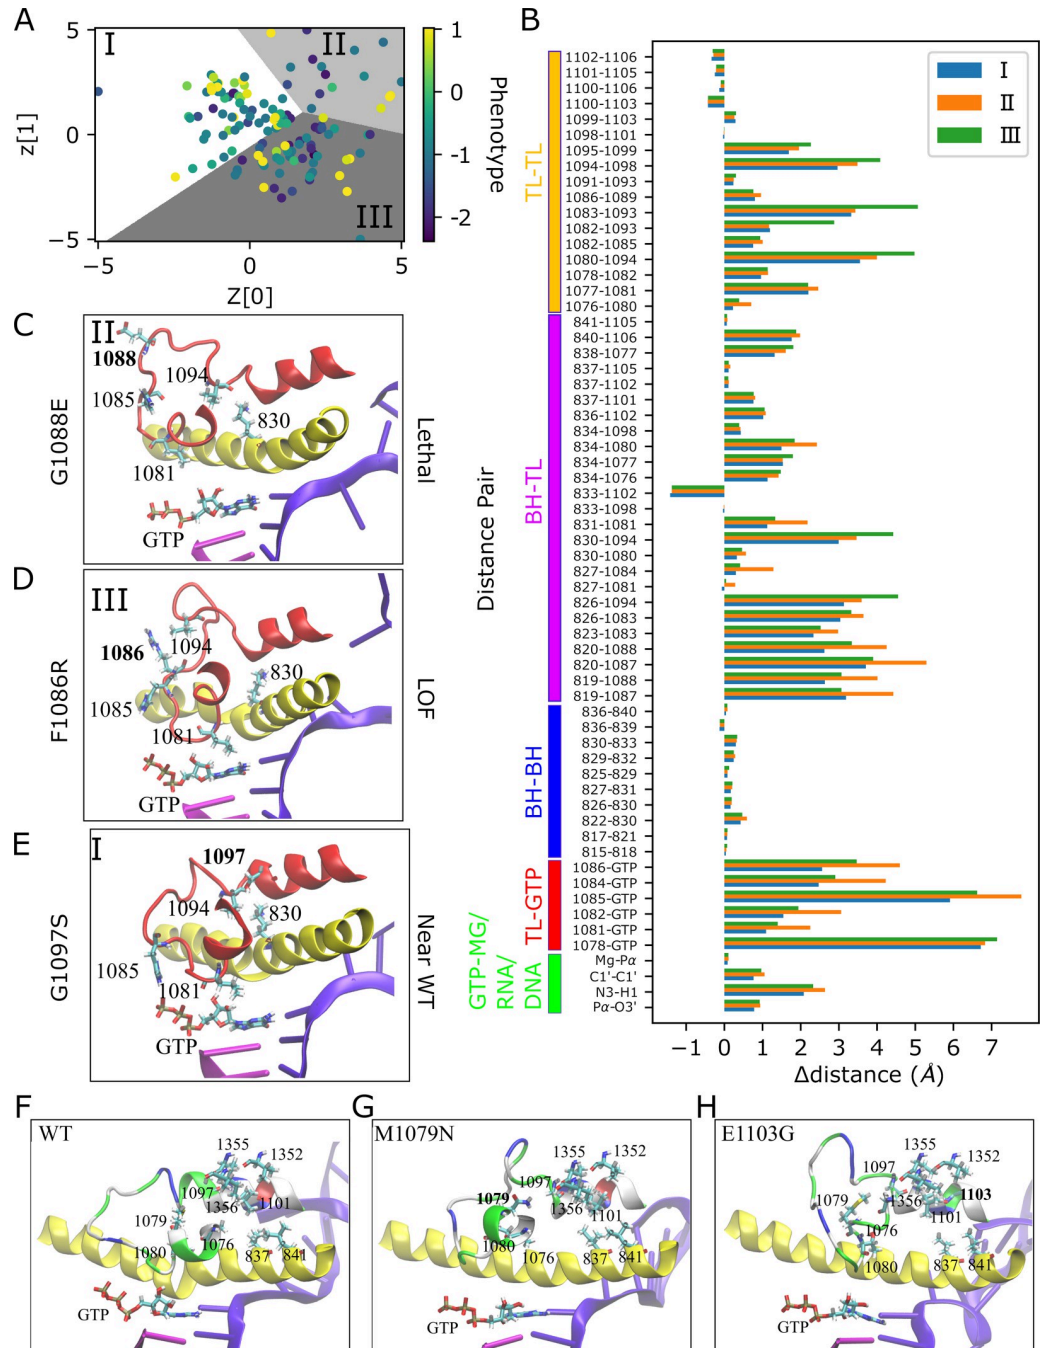 A
5
I
II
z[1]
0
III
−5
−5
0
5
Z[0]
1
0
-1
-2
Phenotype
B
TL-TL
BH-TL
BH-BH
TL-GTP
GTP-MG/
RNA/
DNA
Distance Pair
1102-1106
1101-1105
1100-1106
1100-1103
1099-1103
1098-1101
1095-1099
1094-1098
1091-1093
1086-1089
1083-1093
1082-1093
1082-1085
1080-1094
1078-1082
1077-1081
1076-1080
841-1105
840-1106
838-1077
837-1105
837-1102
837-1101
836-1102
834-1098
834-1080
834-1077
834-1076
833-1102
833-1098
831-1081
830-1094
830-1080
827-1084
827-1081
826-1094
826-1083
823-1083
820-1088
820-1087
819-1088
819-1087
836-840
836-839
830-833
829-832
825-829
827-831
826-830
822-830
817-821
815-818
1086-GTP
1084-GTP
1085-GTP
1082-GTP
1081-GTP
1078-GTP
Mg-Pα
C1'-C1'
N3-H1
Pα-O3'
I
II
III
−1 0 1 2 3 4 5 6 7
Δdistance (Å)
C
II
1088
1094
1085
830
1081
GTP
G1088E
Lethal
D
III
1086
1094
830
1085
1081
GTP
F1086R
LOF
E
I
1097
1094
830
1085
1081
GTP
G1097S
Near WT
F
WT
1355
1352
1097
1356
1101
1079
1080
1076
837
841
GTP
G
M1079N
1355
1352
1097
1079
1356
1101
1080
1076
837
841
GTP
H
E1103G
1355
1352
1097
1079
1356
1103
1101
1076
1080
837
841
GTP